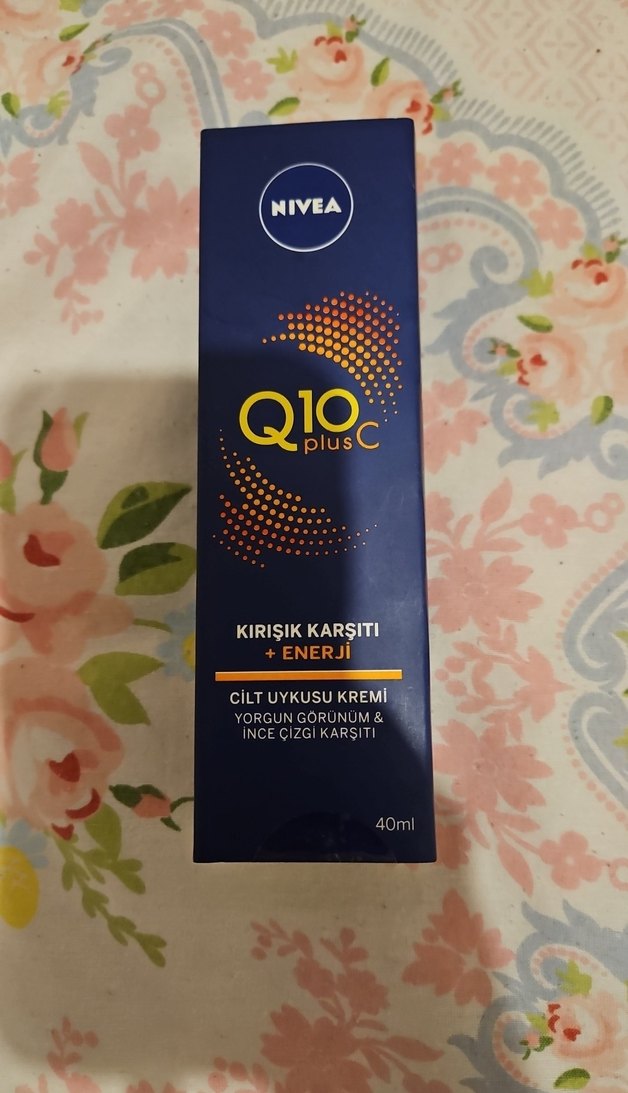 NIVEA
Q10
plus C
KIRIŞIK KARŞITI
+ ENERJİ
CİLT UYKUSU KREMİ
YORGUN GÖRÜNÜM &
İNCE ÇİZGİ KARŞITI
40ml